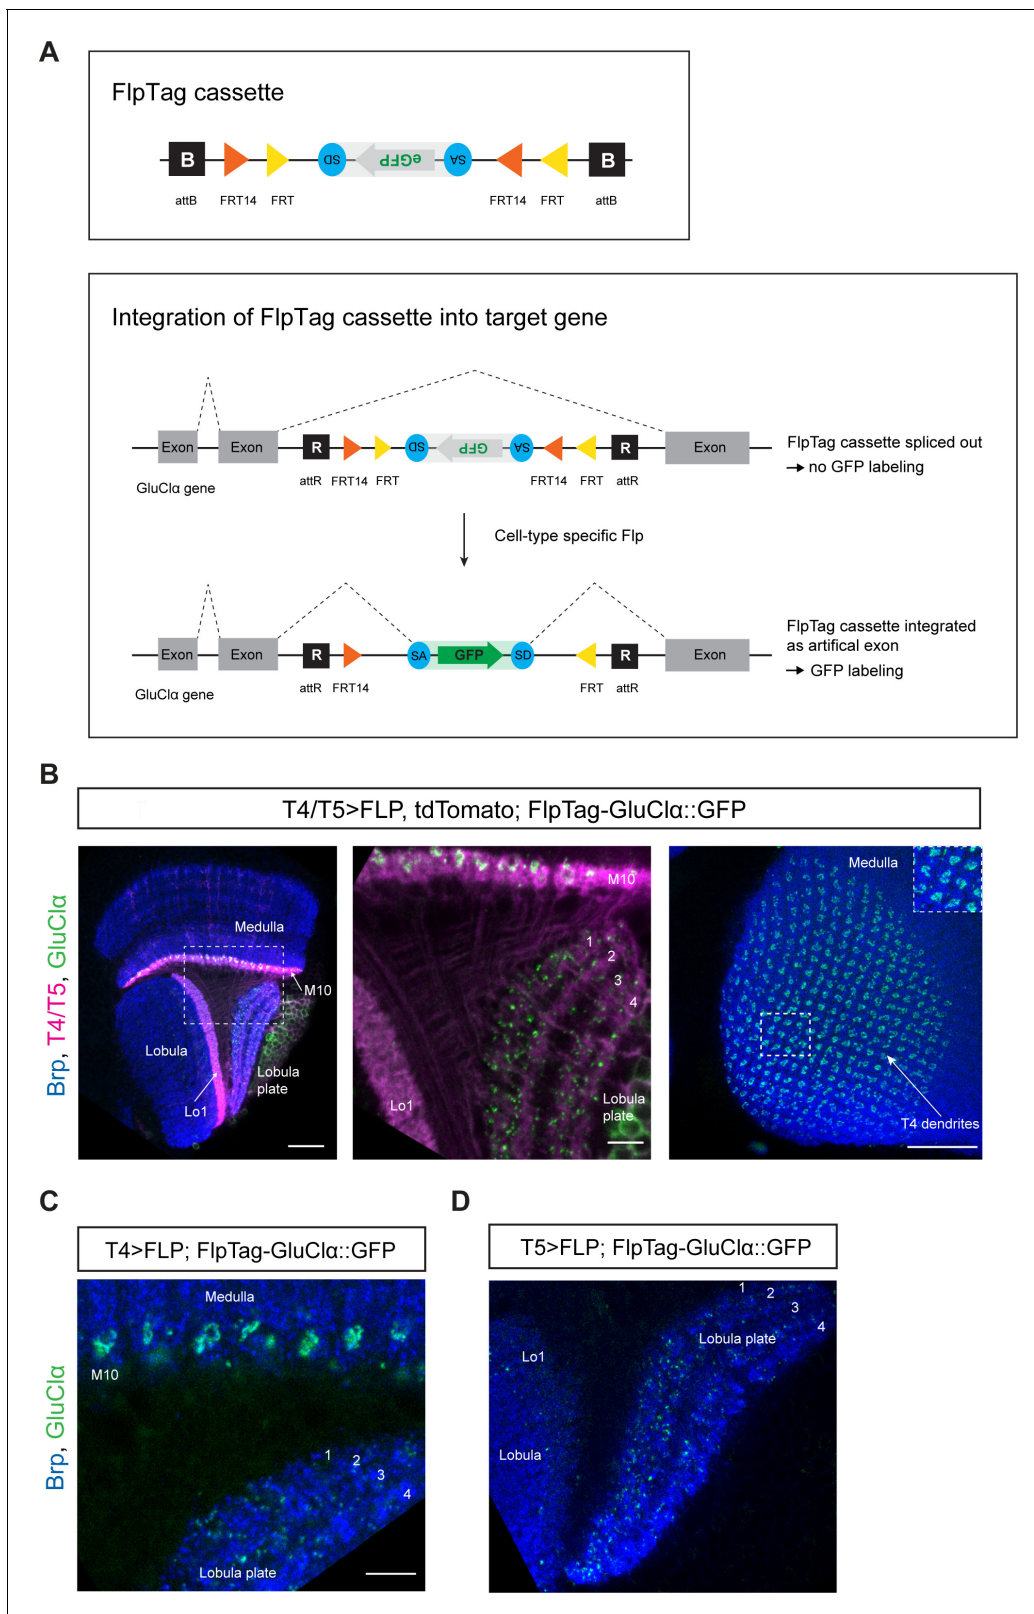 A
FlpTag cassette
B SD eGFP SA B
attB FRT14 FRT FRT14 FRT attB
Integration of FlpTag cassette into target gene
Exon Exon R SD GFP SA R Exon
FlpTag cassette spliced out
→ no GFP labeling
attR FRT14 FRT FRT14 FRT attR
GluClα gene
Cell-type specific Flp
Exon Exon R SA GFP SD R Exon
FlpTag cassette integrated
as artifical exon
→ GFP labeling
attR FRT14 FRT attR
GluClα gene
B
T4/T5>FLP, tdTomato; FlpTag-GluClα::GFP
Brp, T4/T5, GluClα
Medulla
M10
Lobula
Lobula
plate
Lo1
M10
1
2
3
4
Lo1
Lobula
plate
Medulla
T4 dendrites
C
T4>FLP; FlpTag-GluClα::GFP
Brp, GluClα
Medulla
M10
1
2
3
4
Lobula plate
D
T5>FLP; FlpTag-GluClα::GFP
1
2
3
4
Lobula plate
Lo1
Lobula